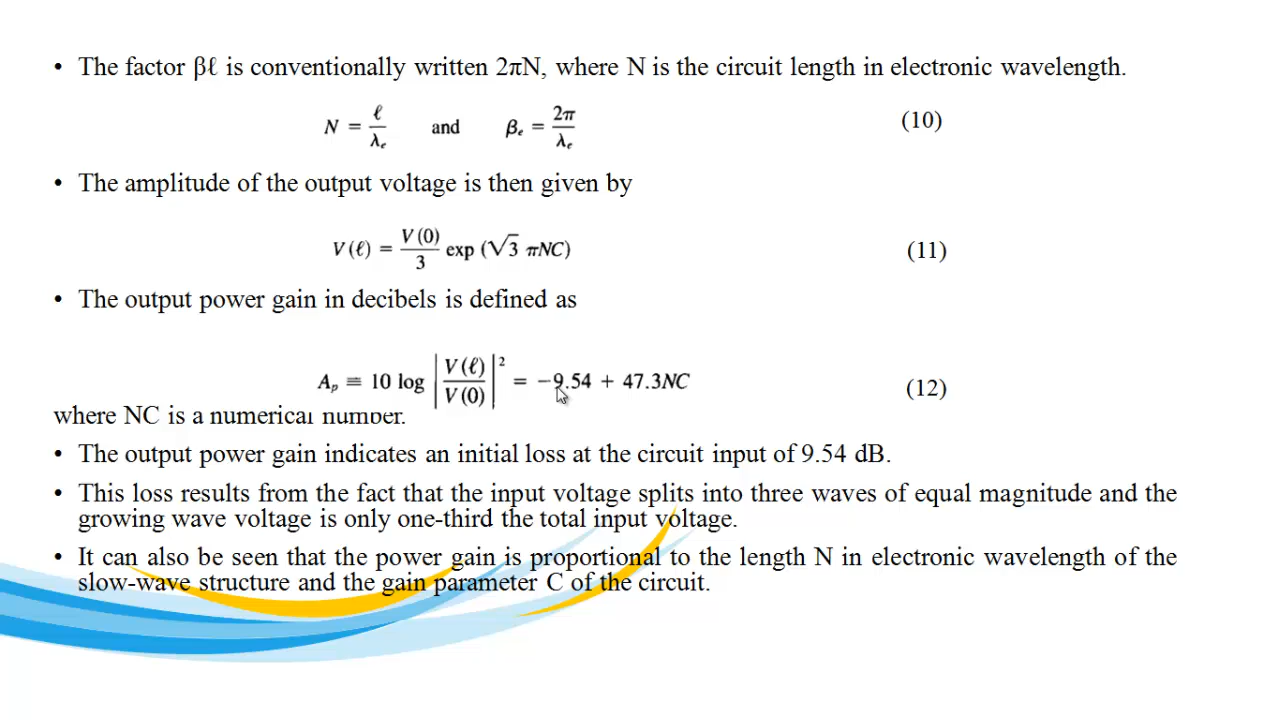 • The factor βℓ is conventionally written 2πN, where N is the circuit length in electronic wavelength.
N = ℓ/λₑ and βₑ = 2π/λₑ (10)
• The amplitude of the output voltage is then given by
V(ℓ) = V(0)/3 exp (√3 πNC) (11)
• The output power gain in decibels is defined as
Aₚ ≡ 10 log |V(ℓ)/V(0)|² = −9.54 + 47.3NC (12)
where NC is a numerical number.
• The output power gain indicates an initial loss at the circuit input of 9.54 dB.
• This loss results from the fact that the input voltage splits into three waves of equal magnitude and the
growing wave voltage is only one-third the total input voltage.
• It can also be seen that the power gain is proportional to the length N in electronic wavelength of the
slow-wave structure and the gain parameter C of the circuit.